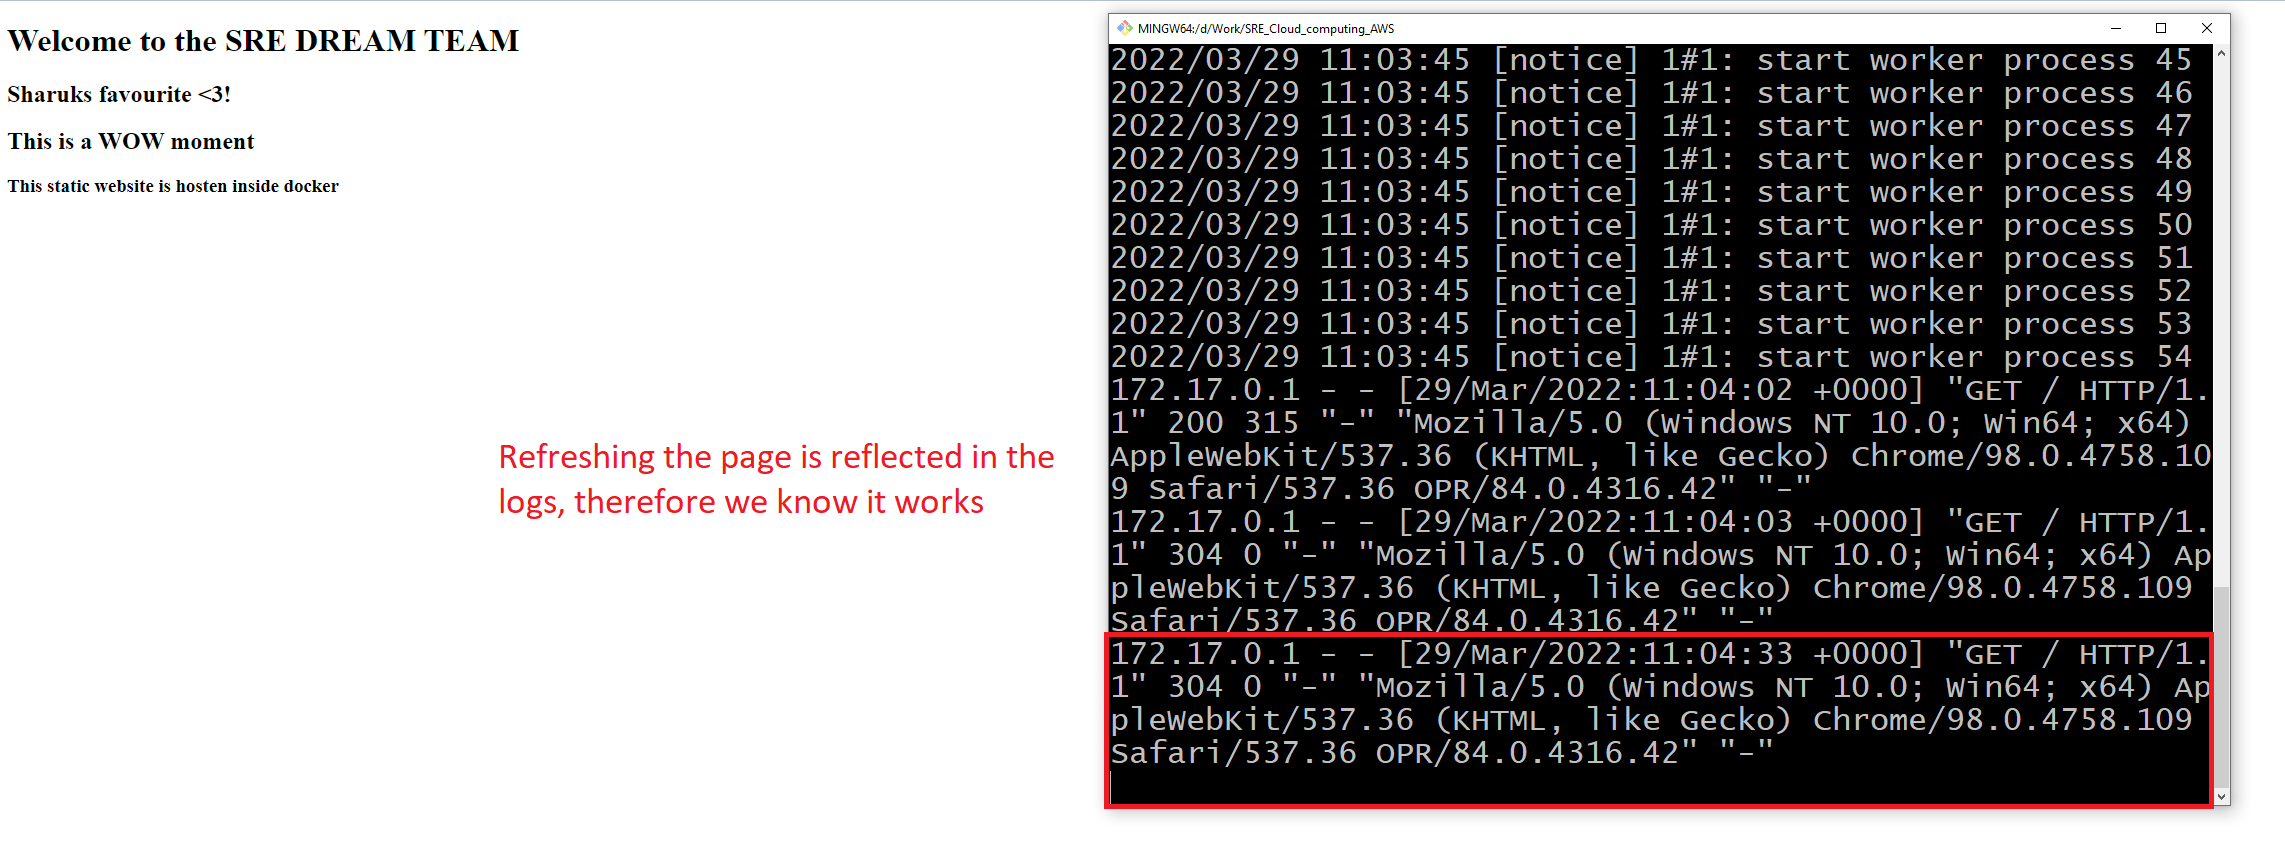 Welcome to the SRE DREAM TEAM
Sharuks favourite <3!
This is a WOW moment
This static website is hosten inside docker
Refreshing the page is reflected in the
logs, therefore we know it works
MINGW64:/d/Work/SRE_Cloud_computing_AWS
2022/03/29 11:03:45 [notice] 1#1: start worker process 45
2022/03/29 11:03:45 [notice] 1#1: start worker process 46
2022/03/29 11:03:45 [notice] 1#1: start worker process 47
2022/03/29 11:03:45 [notice] 1#1: start worker process 48
2022/03/29 11:03:45 [notice] 1#1: start worker process 49
2022/03/29 11:03:45 [notice] 1#1: start worker process 50
2022/03/29 11:03:45 [notice] 1#1: start worker process 51
2022/03/29 11:03:45 [notice] 1#1: start worker process 52
2022/03/29 11:03:45 [notice] 1#1: start worker process 53
2022/03/29 11:03:45 [notice] 1#1: start worker process 54
172.17.0.1 - - [29/Mar/2022:11:04:02 +0000] "GET / HTTP/1.
1" 200 315 "-" "Mozilla/5.0 (Windows NT 10.0; Win64; x64)
AppleWebKit/537.36 (KHTML, like Gecko) Chrome/98.0.4758.10
9 Safari/537.36 OPR/84.0.4316.42" "-"
172.17.0.1 - - [29/Mar/2022:11:04:03 +0000] "GET / HTTP/1.
1" 304 0 "-" "Mozilla/5.0 (Windows NT 10.0; Win64; x64) Ap
pleWebKit/537.36 (KHTML, like Gecko) Chrome/98.0.4758.109
Safari/537.36 OPR/84.0.4316.42" "-"
172.17.0.1 - - [29/Mar/2022:11:04:33 +0000] "GET / HTTP/1.
1" 304 0 "-" "Mozilla/5.0 (Windows NT 10.0; Win64; x64) Ap
pleWebKit/537.36 (KHTML, like Gecko) Chrome/98.0.4758.109
Safari/537.36 OPR/84.0.4316.42" "-"